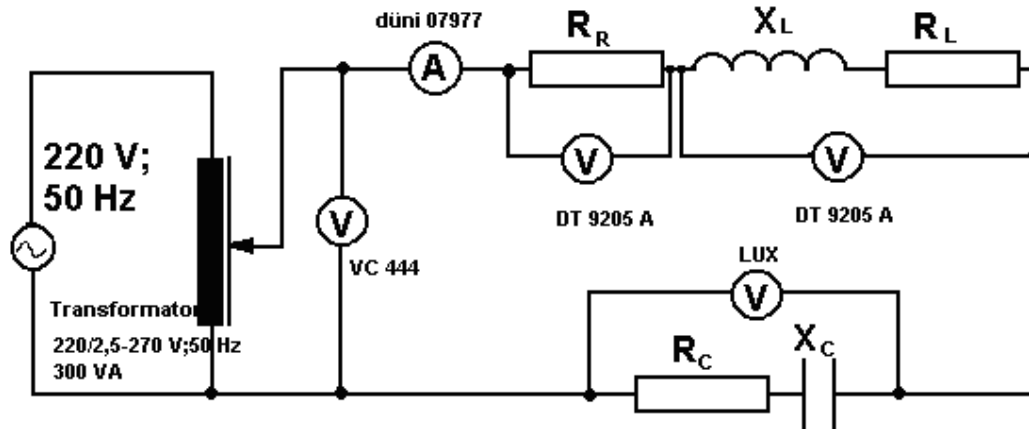 düni 07977
A
R_R
X_L
R_L
220 V;
50 Hz
V
V
V
DT 9205 A
DT 9205 A
VC 444
LUX
V
Transformator
220/2,5-270 V;50 Hz
300 VA
R_C
X_C